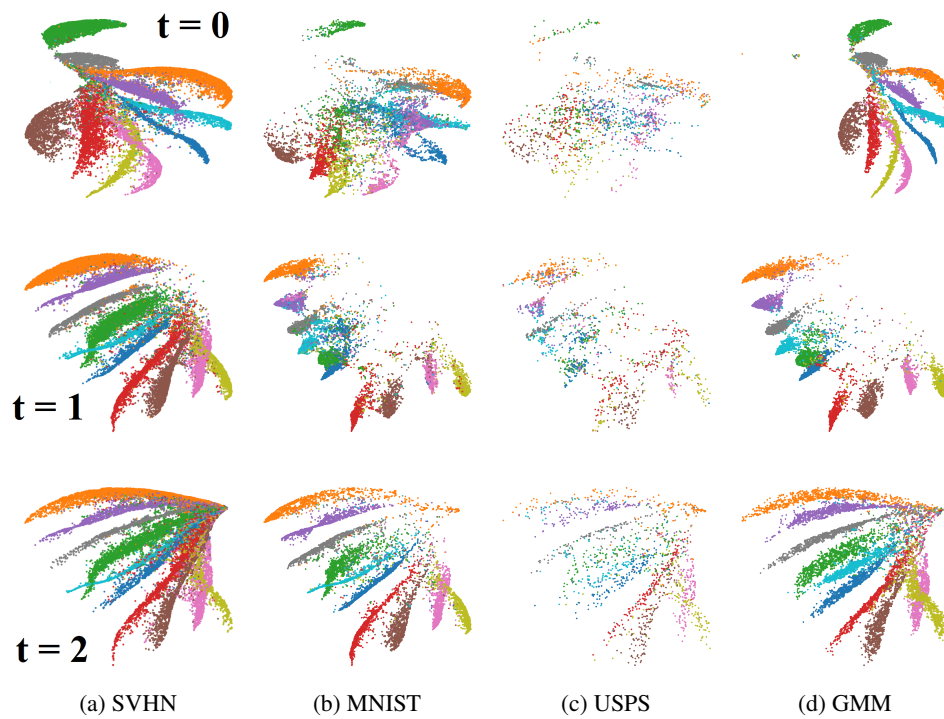 t = 0
t = 1
t = 2
(a) SVHN
(b) MNIST
(c) USPS
(d) GMM